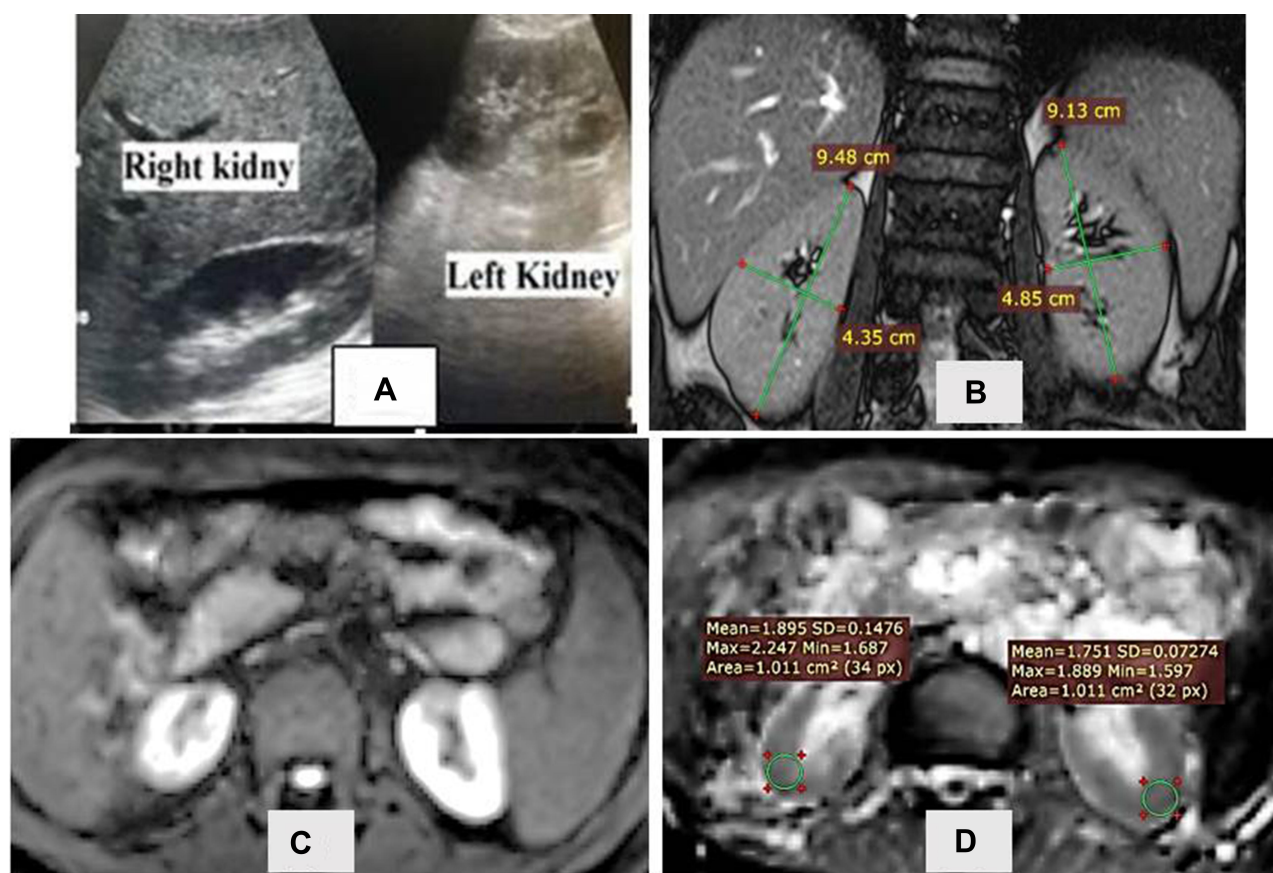 Right kidny
Left Kidney
A
9.13 cm
9.48 cm
4.85 cm
4.35 cm
B
C
Mean=1.895 SD=0.1476
Max=2.247 Min=1.687
Area=1.011 cm² (34 px)
Mean=1.751 SD=0.07274
Max=1.889 Min=1.597
Area=1.011 cm² (32 px)
D